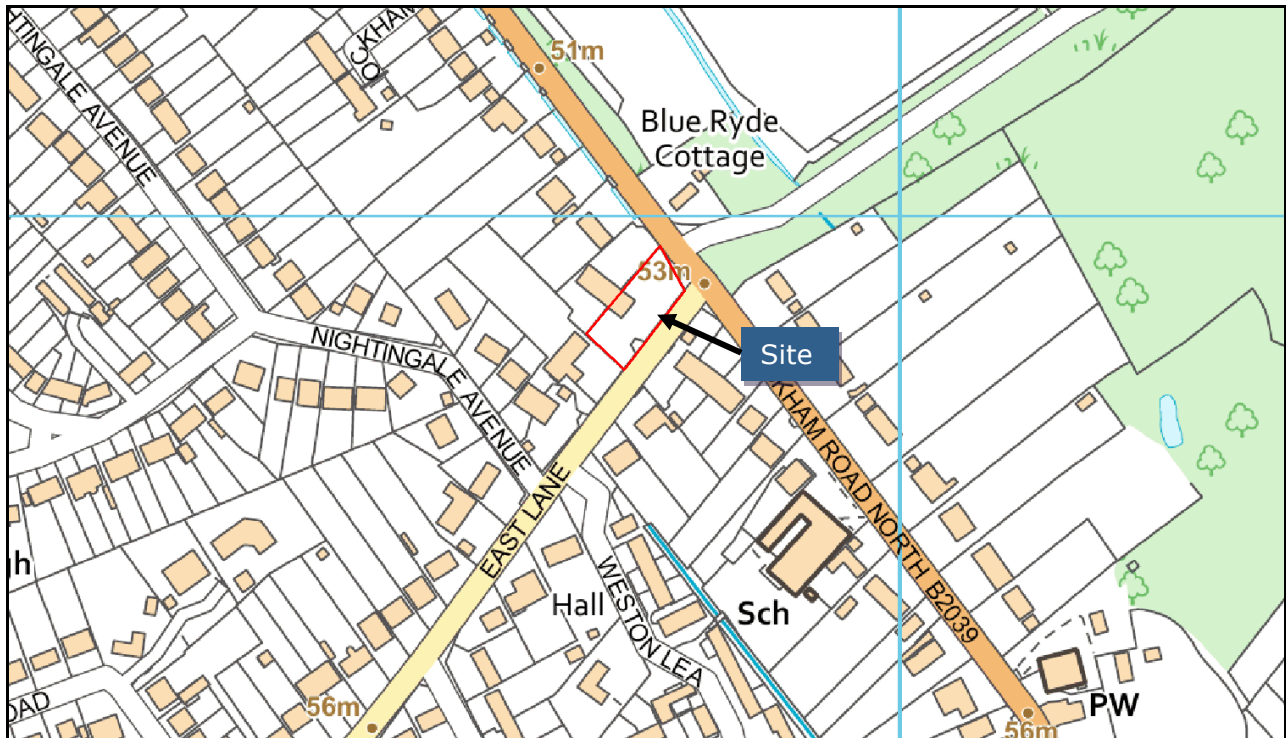 HTINGALE AVENUE
OCKHAM
51m
Blue Ryde
Cottage
53m
Site
NIGHTINGALE AVENUE
KHAM ROAD NORTH B2039
EAST LANE
gh
Hall
WESTON LEA
Sch
OAD
56m
PW
56m